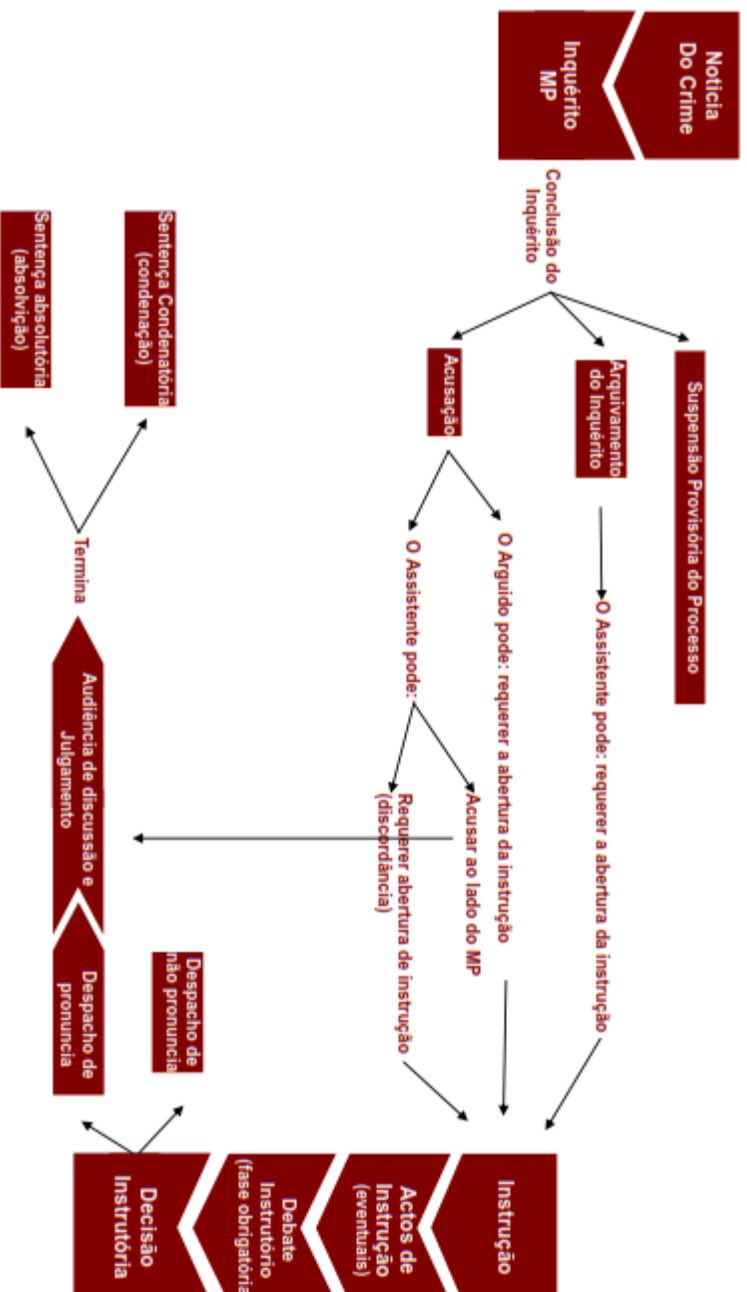 Noticia
Do Crime
Inquérito
MP
Conclusão do
Inquérito
Suspensão Provisória do Processo
Arquivamento
do Inquérito
O Assistente pode: requerer a abertura da instrução
Acusação
O Arguido pode: requerer a abertura da instrução
O Assistente pode:
Acusar ao lado do MP
Requerer abertura de instrução
(discordância)
Instrução
Actos de
Instrução
(eventuais)
Debate
Instrutório
(fase obrigatória
Decisão
Instrutória
Despacho de
não pronuncia
Despacho de
pronuncia
Audiência de discussão e
Julgamento
Termina
Sentença Condenatória
(condenação)
Sentença absolutória
(absolvição)